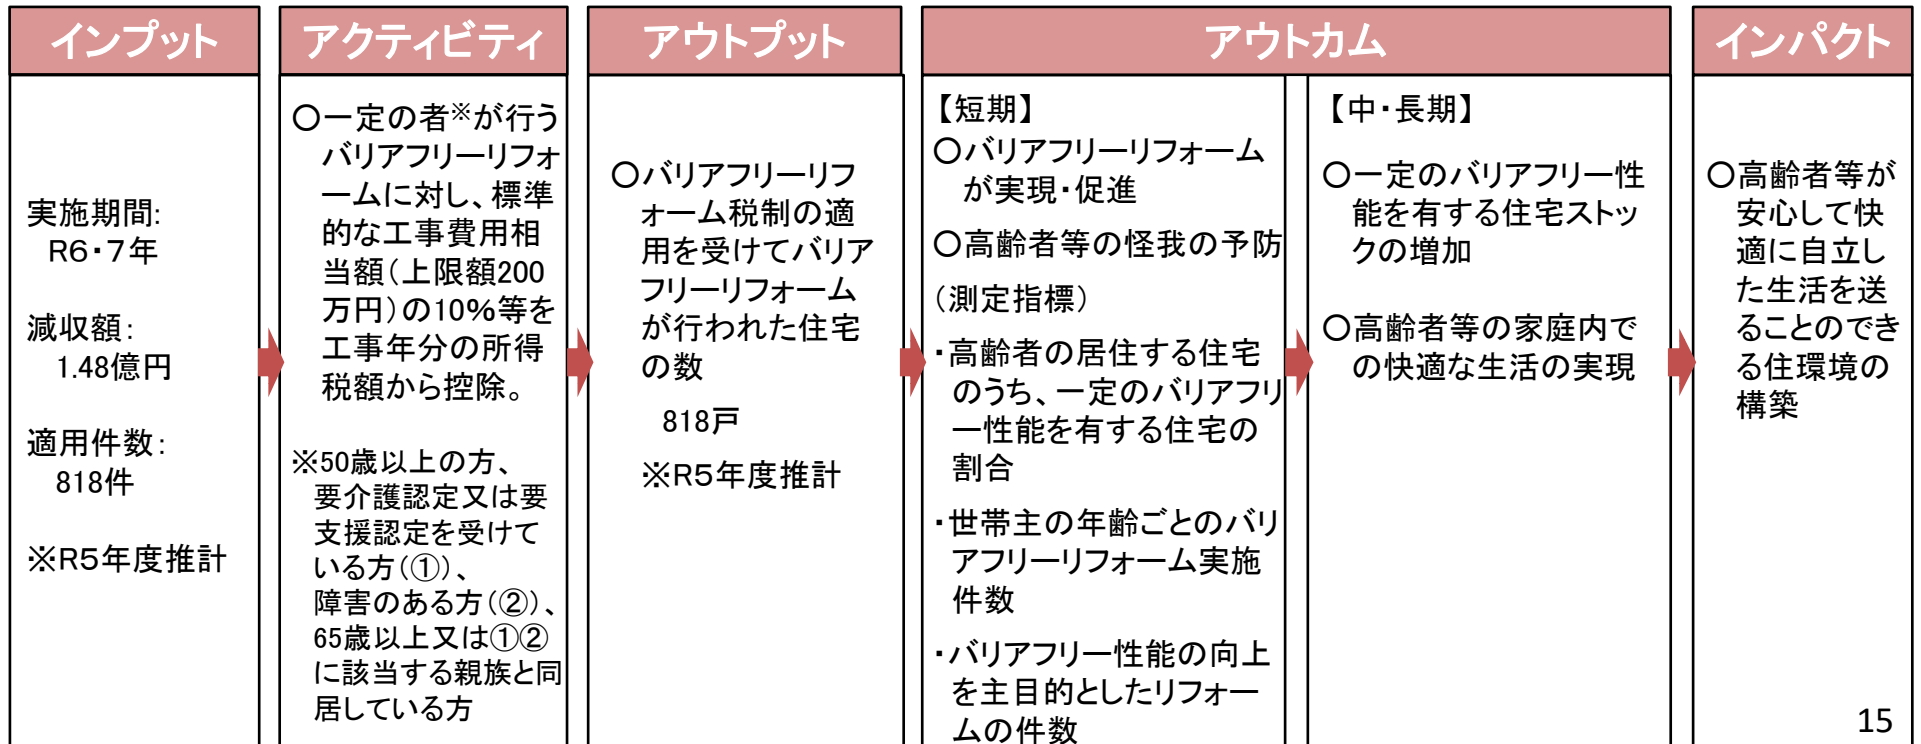 インプット
実施期間:
R6・7年
減収額:
1.48億円
適用件数:
818件
※R5年度推計
アクティビティ
〇一定の者※が行う
バリアフリーリフォ
ームに対し、標準
的な工事費用相
当額(上限額200
万円)の10%等を
工事年分の所得
税額から控除。
※50歳以上の方、
要介護認定又は要
支援認定を受けて
いる方(①)、
障害のある方(②)、
65歳以上又は①②
に該当する親族と同
居している方
アウトプット
〇バリアフリーリフ
ォーム税制の適
用を受けてバリア
フリーリフォーム
が行われた住宅
の数
818戸
※R5年度推計
アウトカム
【短期】
〇バリアフリーリフォーム
が実現・促進
〇高齢者等の怪我の予防
(測定指標)
・高齢者の居住する住宅
のうち、一定のバリアフリ
ー性能を有する住宅の
割合
・世帯主の年齢ごとのバリ
アフリーリフォーム実施
件数
・バリアフリー性能の向上
を主目的としたリフォー
ムの件数
【中・長期】
〇一定のバリアフリー性
能を有する住宅ストッ
クの増加
〇高齢者等の家庭内で
の快適な生活の実現
インパクト
〇高齢者等が
安心して快
適に自立し
た生活を送
ることのでき
る住環境の
構築
15